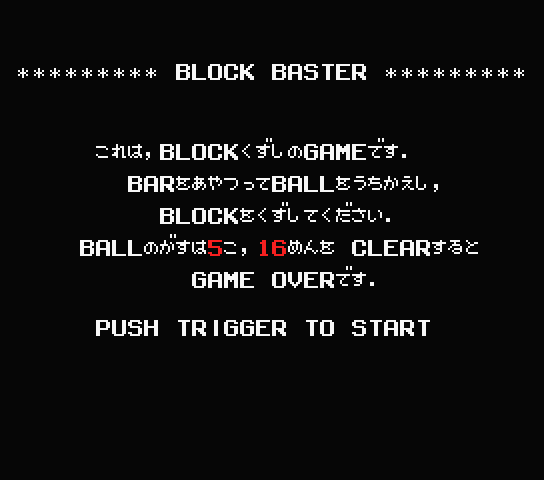 ********* BLOCK BASTER *********
これは,BLOCKくずしのGAMEです.
BARをあやつってBALLをうちかえし,
BLOCKをくずしてください.
BALLのがすは5こ,16めんを CLEARすると
GAME OVERです.
PUSH TRIGGER TO START